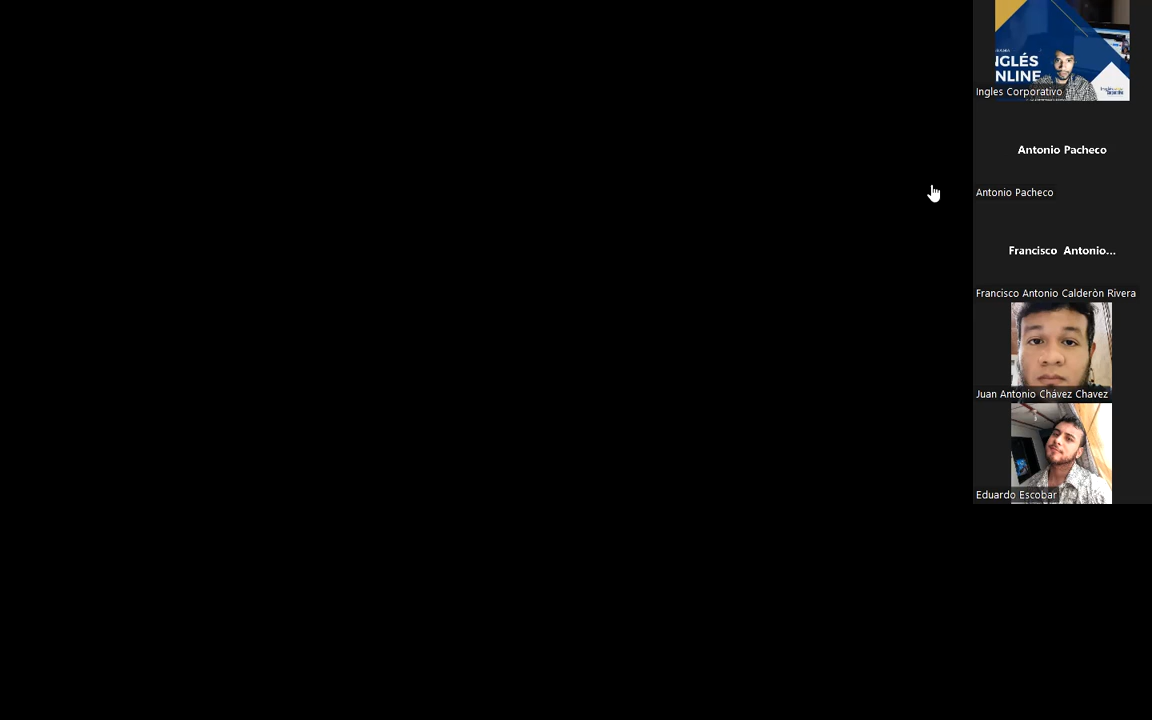 INGLÉS
NLINE
Ingles Corporativo
Antonio Pacheco
Antonio Pacheco
Francisco Antonio...
Francisco Antonio Calderòn Rivera
Juan Antonio Chávez Chavez
Eduardo Escobar